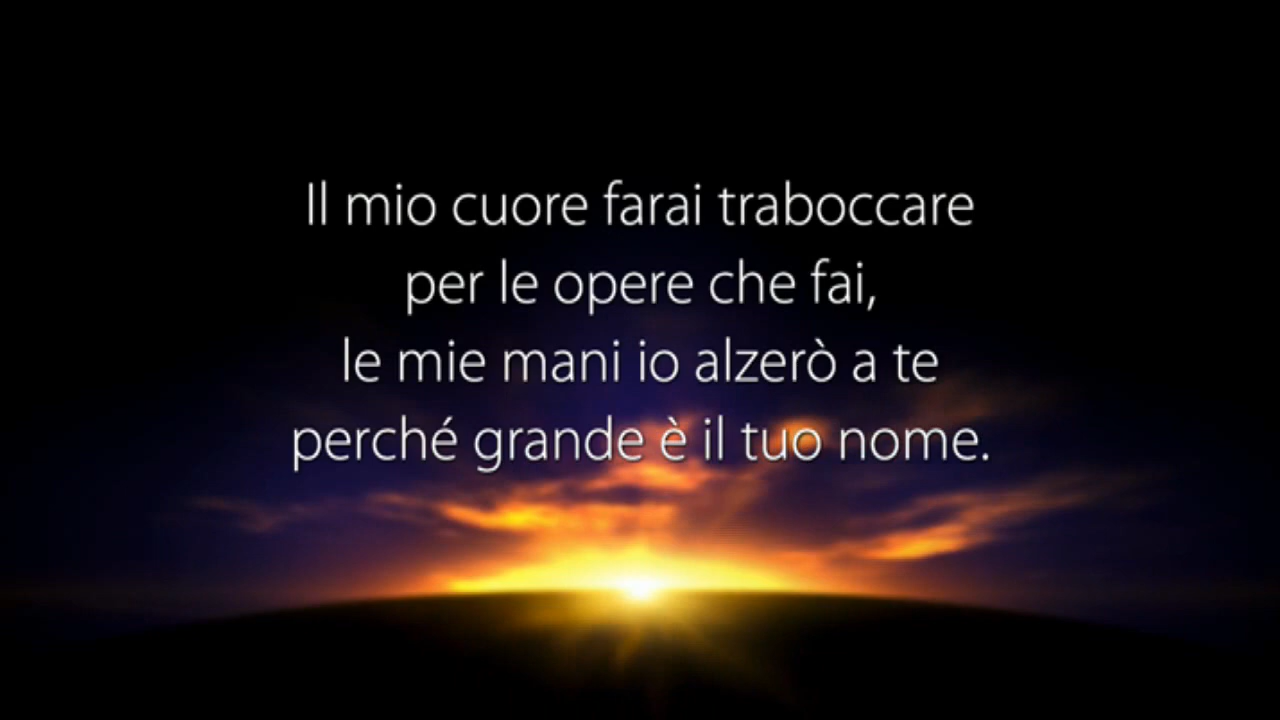 Il mio cuore farai traboccare
per le opere che fai,
le mie mani io alzerò a te
perché grande è il tuo nome.